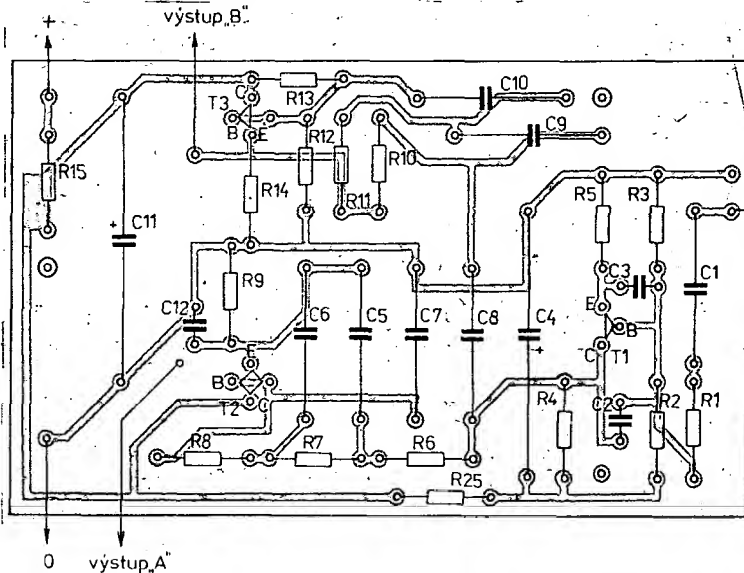 výstup„B"
+
C
R13
C10
T3
B
E
R12
C9
R15
R10
R11
R14
R5
R3
C11
R9
C3
C1
C12
C6
C5
C7
C8
C4
E
B
C
T1
+
+
E
B
T2
C
R4
C2
R2
R1
R8
R7
R6
R25
0
výstup„A"